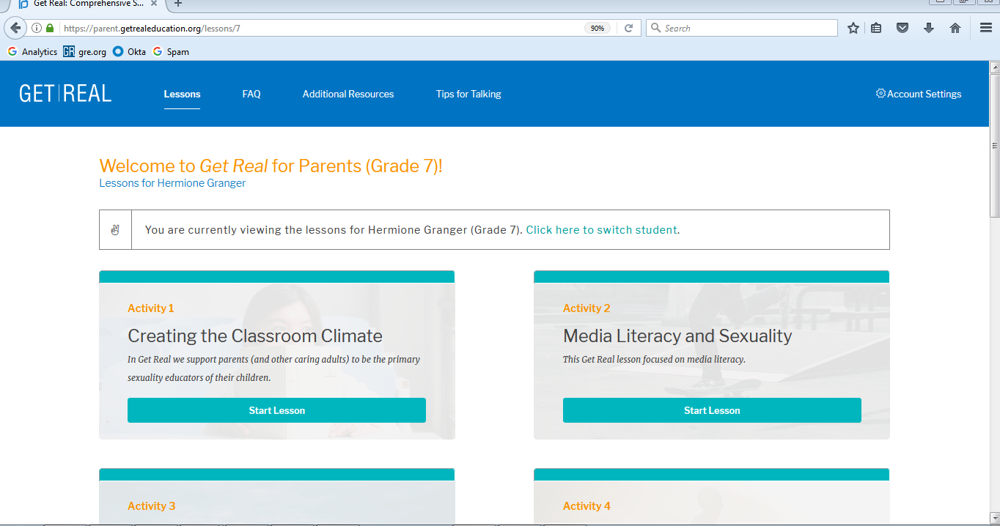 Get Real: Comprehensive S...
https://parent.getrealeducation.org/lessons/7
90%
Search
Analytics
gre.org
Okta
Spam
GET REAL
Lessons
FAQ
Additional Resources
Tips for Talking
Account Settings
Welcome to Get Real for Parents (Grade 7)!
Lessons for Hermione Granger
You are currently viewing the lessons for Hermione Granger (Grade 7). Click here to switch student.
Activity 1
Creating the Classroom Climate
In Get Real we support parents (and other caring adults) to be the primary
sexuality educators of their children.
Start Lesson
Activity 2
Media Literacy and Sexuality
This Get Real lesson focused on media literacy.
Start Lesson
Activity 3
Activity 4